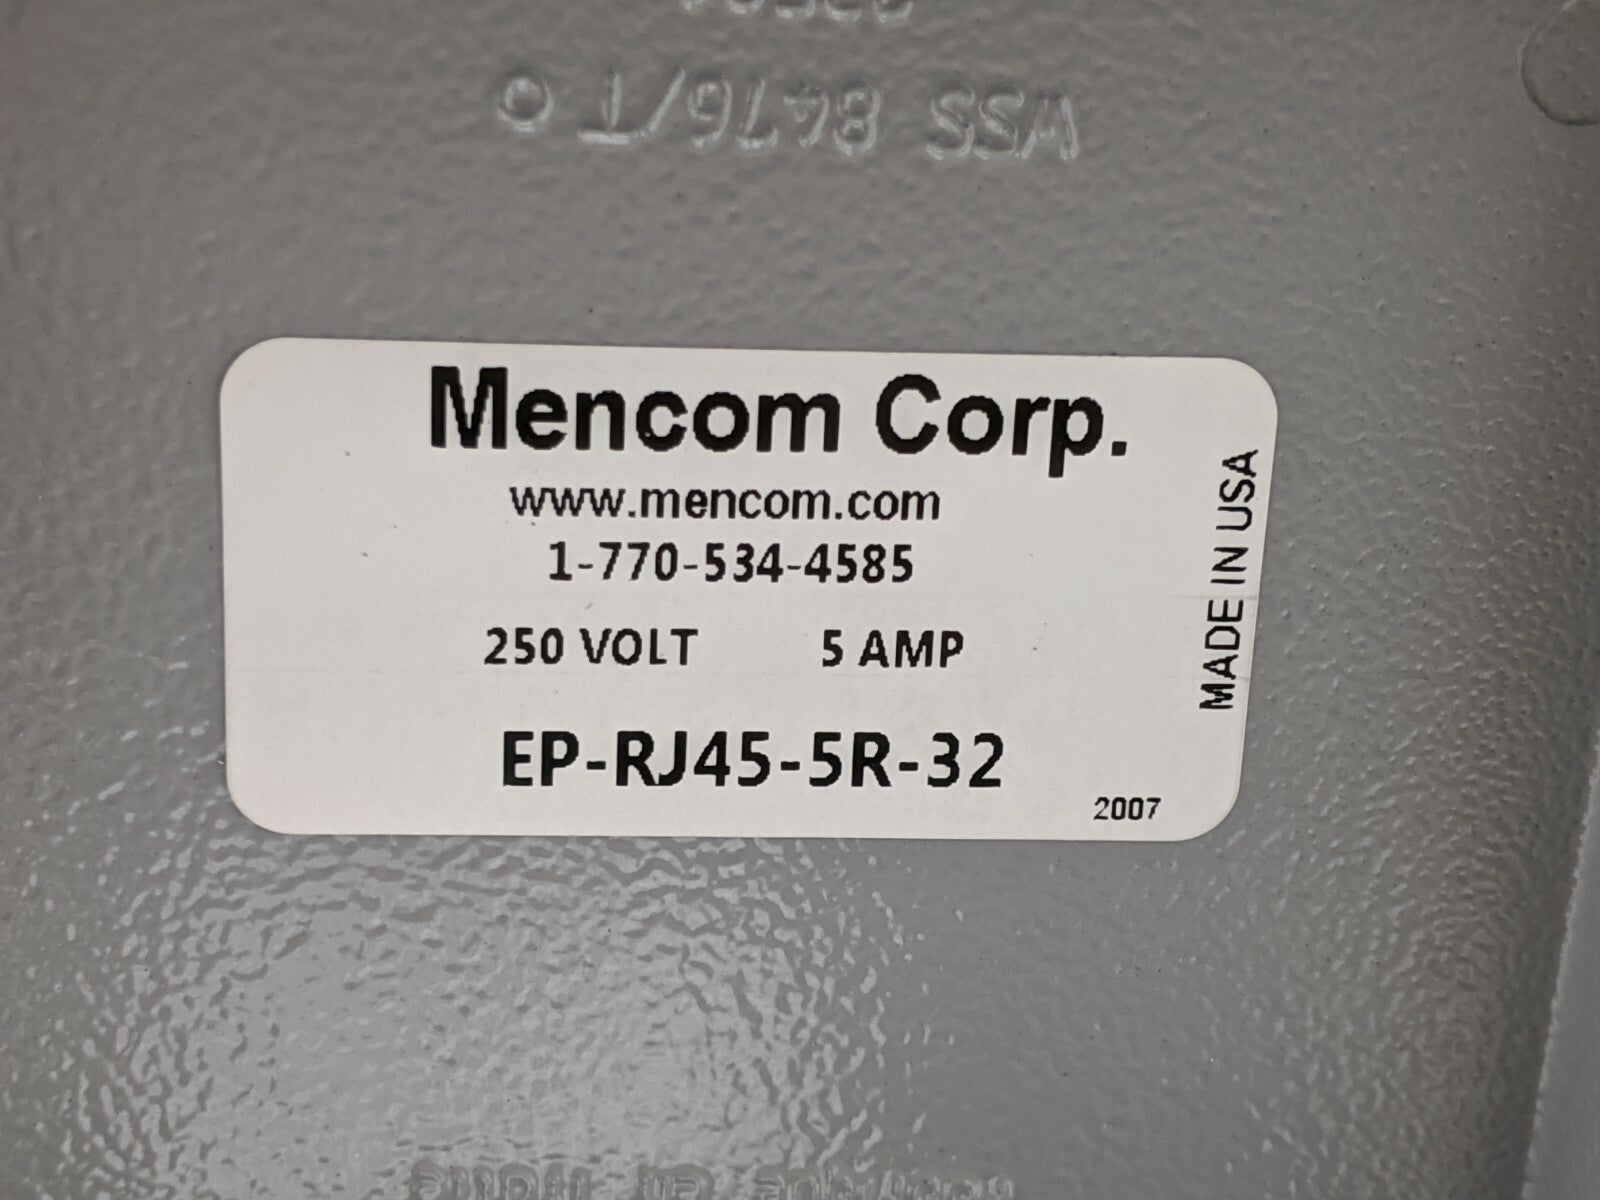 WSS 8476/T
Mencom Corp.
www.mencom.com
1-770-534-4585
250 VOLT 5 AMP
EP-RJ45-5R-32
2007
MADE IN USA